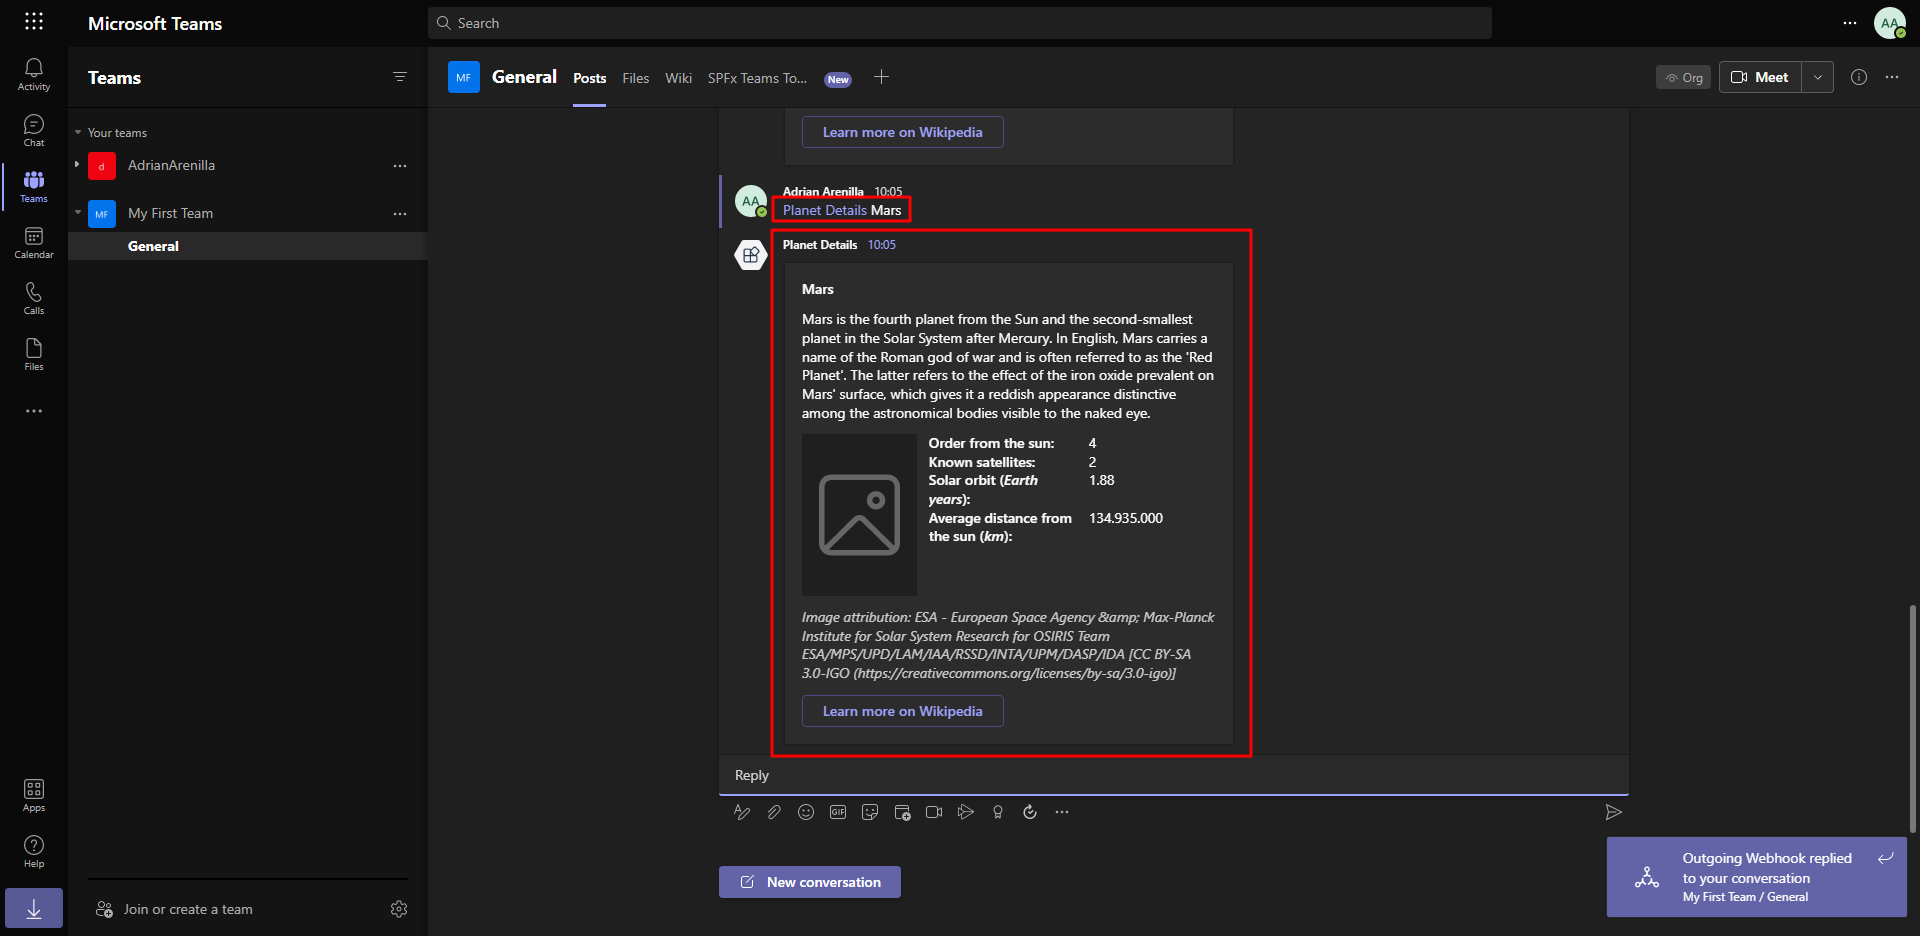 Microsoft Teams
Search
AA
Activity
Chat
Teams
Calendar
Calls
Files
Apps
Help
Teams
Your teams
d AdrianArenilla
MF My First Team
General
Join or create a team
MF General Posts Files Wiki SPFx Teams To... New
Org Meet
Learn more on Wikipedia
AA Adrian Arenilla 10:05
Planet Details Mars
Planet Details 10:05
Mars
Mars is the fourth planet from the Sun and the second-smallest
planet in the Solar System after Mercury. In English, Mars carries a
name of the Roman god of war and is often referred to as the 'Red
Planet'. The latter refers to the effect of the iron oxide prevalent on
Mars' surface, which gives it a reddish appearance distinctive
among the astronomical bodies visible to the naked eye.
Order from the sun: 4
Known satellites: 2
Solar orbit (Earth 1.88
years):
Average distance from 134.935.000
the sun (km):
Image attribution: ESA - European Space Agency &amp; Max-Planck
Institute for Solar System Research for OSIRIS Team
ESA/MPS/UPD/LAM/IAA/RSSD/INTA/UPM/DASP/IDA [CC BY-SA
3.0-IGO (https://creativecommons.org/licenses/by-sa/3.0-igo)]
Learn more on Wikipedia
Reply
GIF
New conversation
Outgoing Webhook replied
to your conversation
My First Team / General